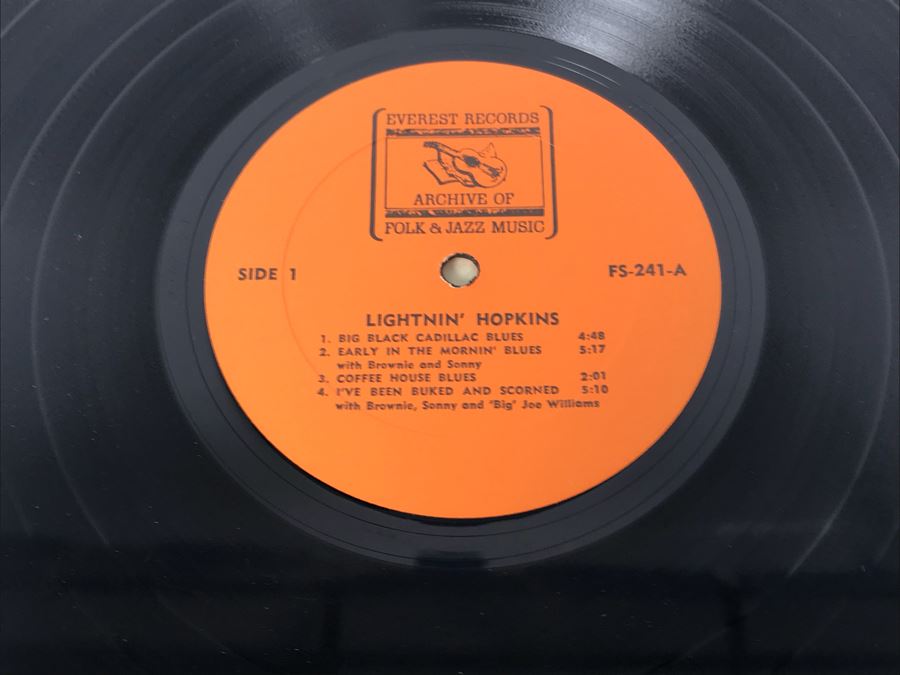 EVEREST RECORDS
ARCHIVE OF
FOLK & JAZZ MUSIC
SIDE 1
FS-241-A
LIGHTNIN' HOPKINS
1. BIG BLACK CADILLAC BLUES 4:48
2. EARLY IN THE MORNIN' BLUES 5:17
with Brownie and Sonny
3. COFFEE HOUSE BLUES 2:01
4. I'VE BEEN BUKED AND SCORNED 5:10
with Brownie, Sonny and 'Big' Joe Williams